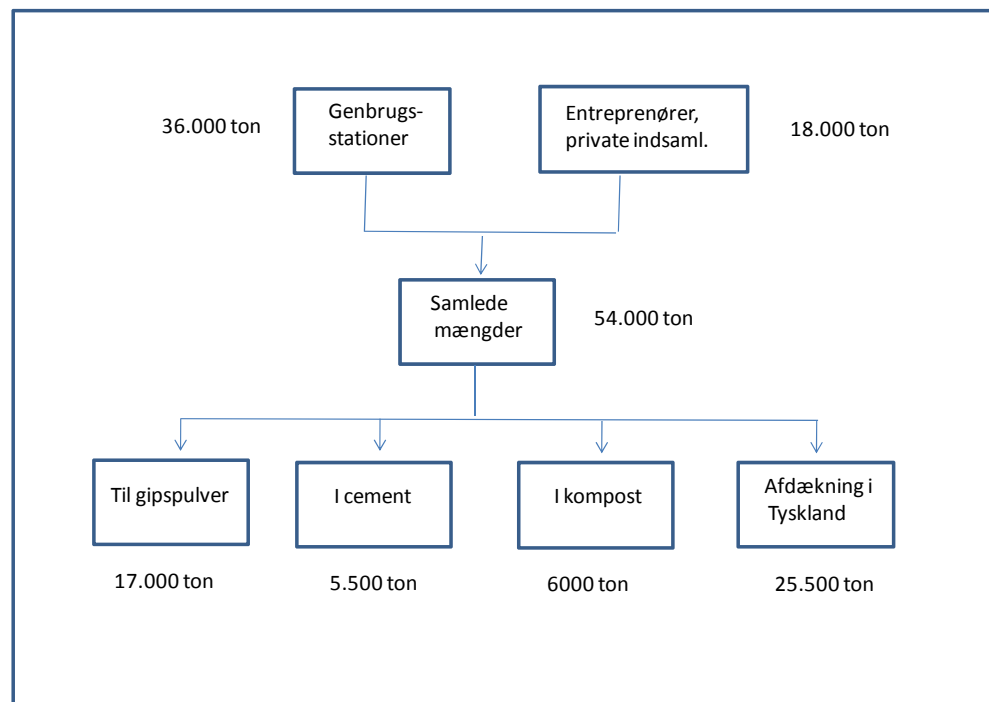 Genbrugs-
stationer
36.000 ton
Entreprenører,
private indsaml.
18.000 ton
Samlede
mængder
54.000 ton
Til gipspulver
I cement
I kompost
Afdækning i
Tyskland
17.000 ton
5.500 ton
6000 ton
25.500 ton